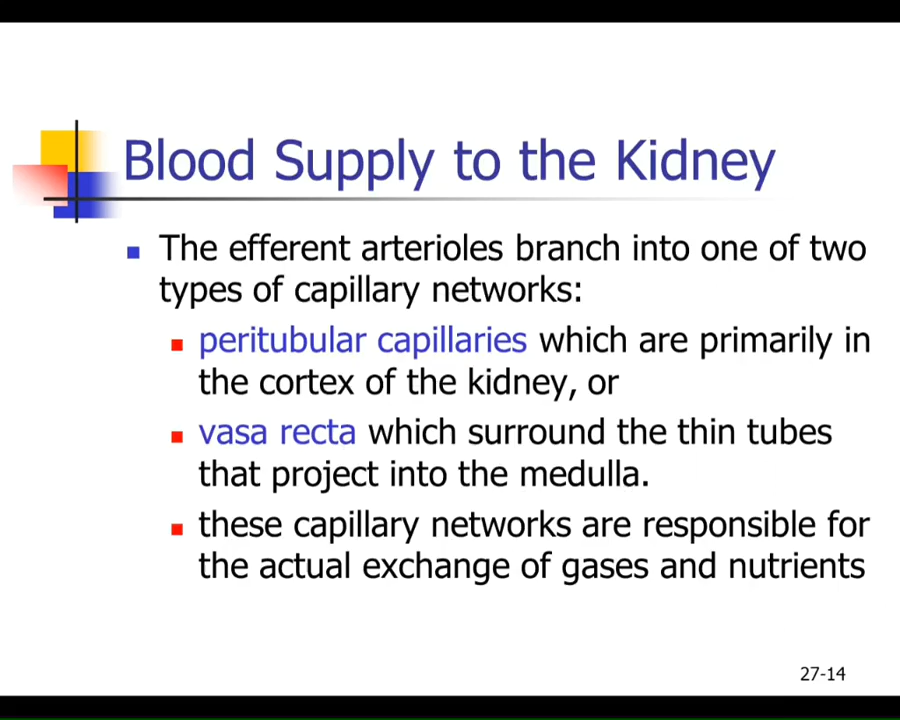 Blood Supply to the Kidney
The efferent arterioles branch into one of two
types of capillary networks:
peritubular capillaries which are primarily in
the cortex of the kidney, or
vasa recta which surround the thin tubes
that project into the medulla.
these capillary networks are responsible for
the actual exchange of gases and nutrients
27-14